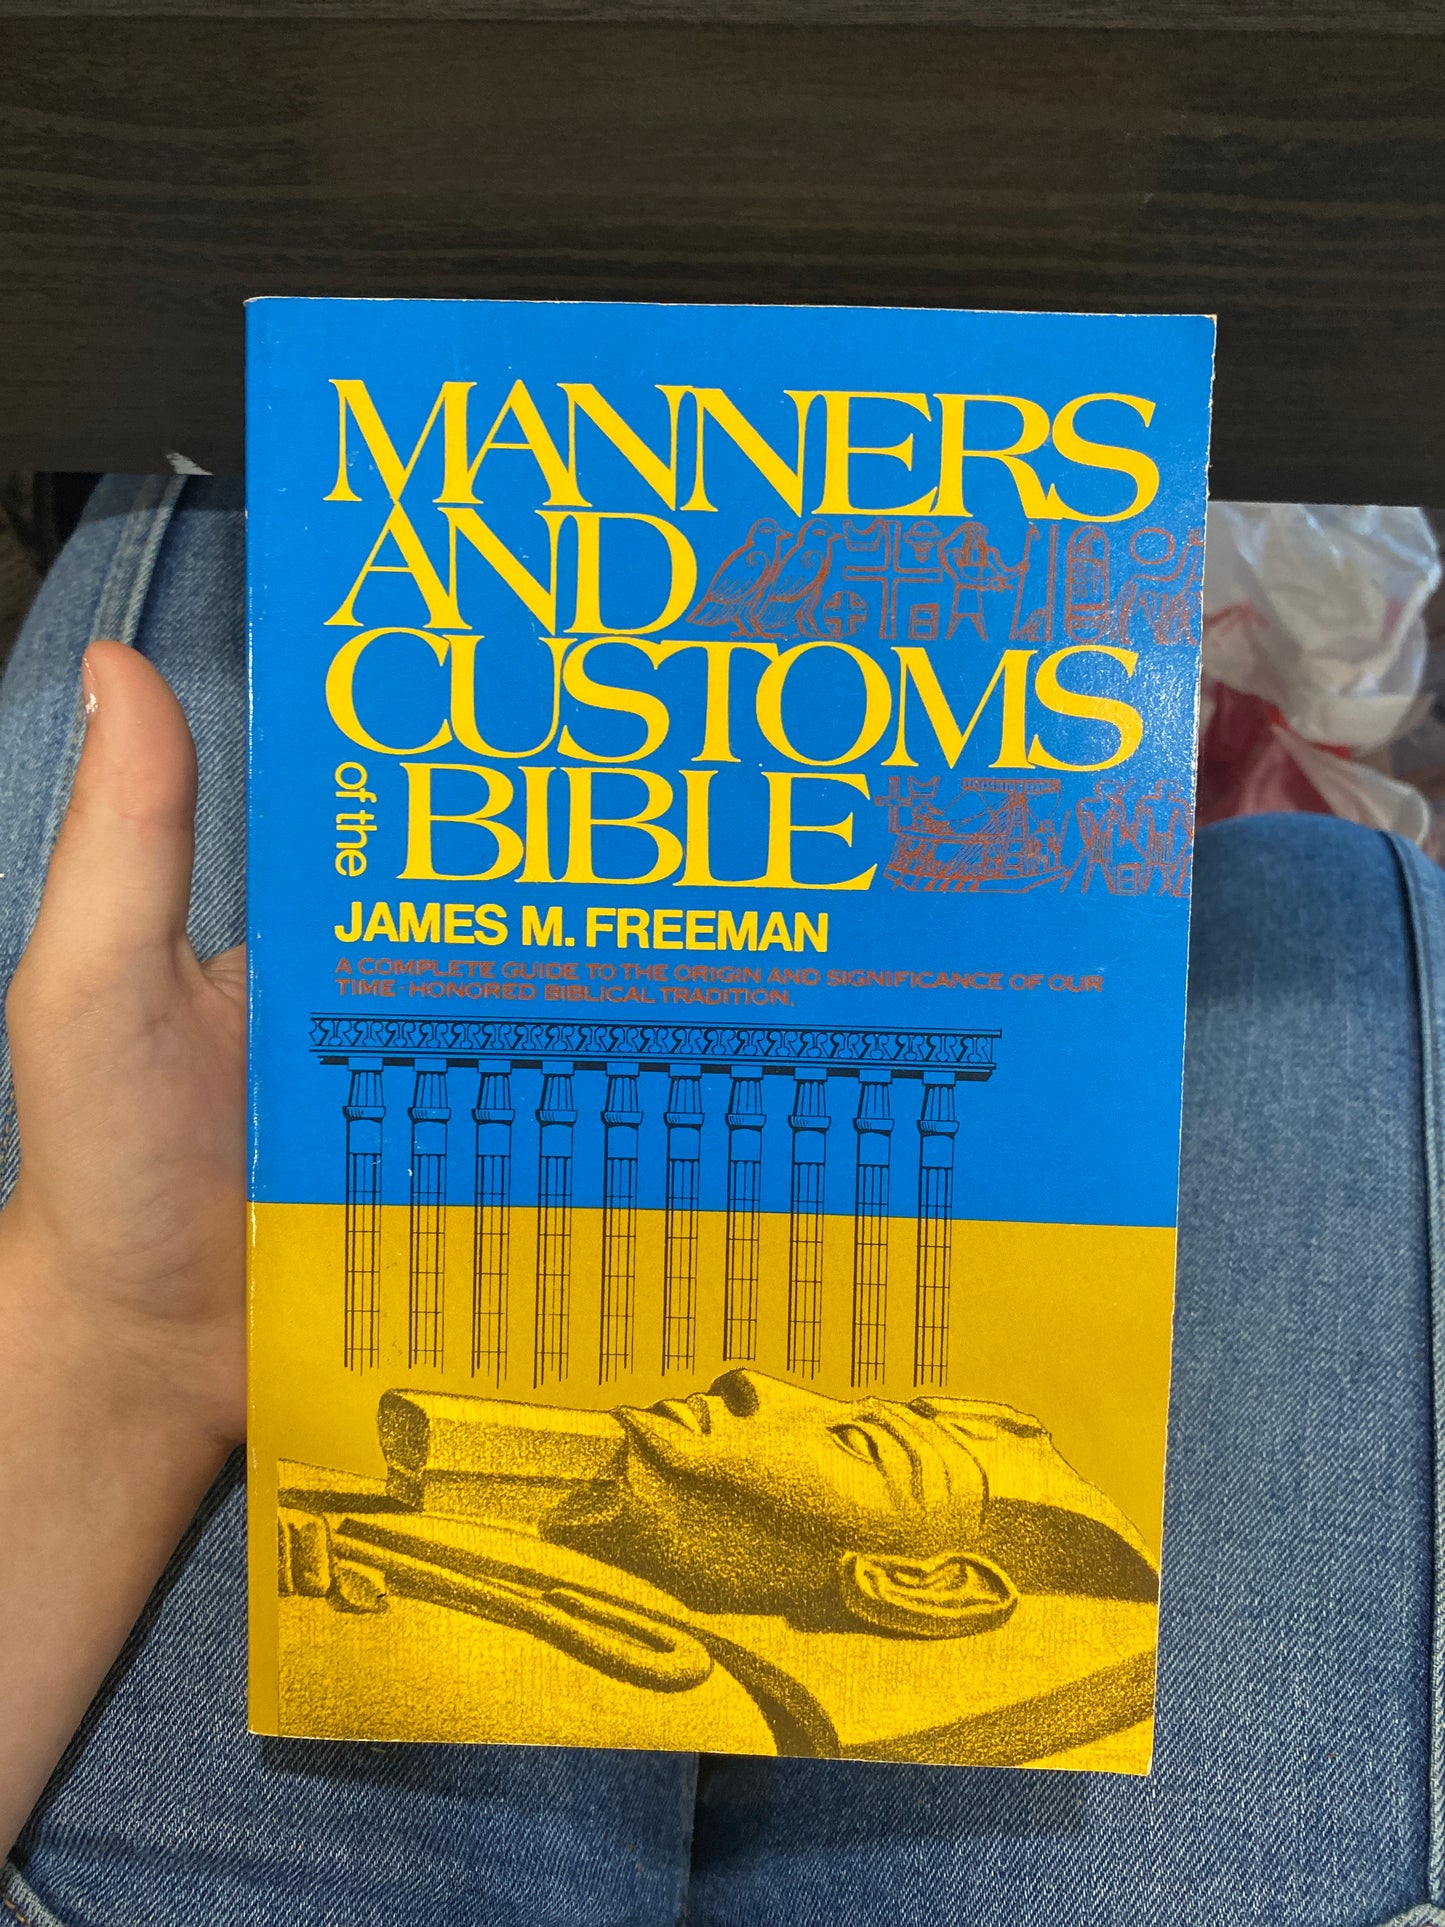 MANNERS
AND
CUSTOMS
of the BIBLE
JAMES M. FREEMAN
A COMPLETE GUIDE TO THE ORIGIN AND SIGNIFICANCE OF OUR
TIME-HONORED BIBLICAL TRADITION.